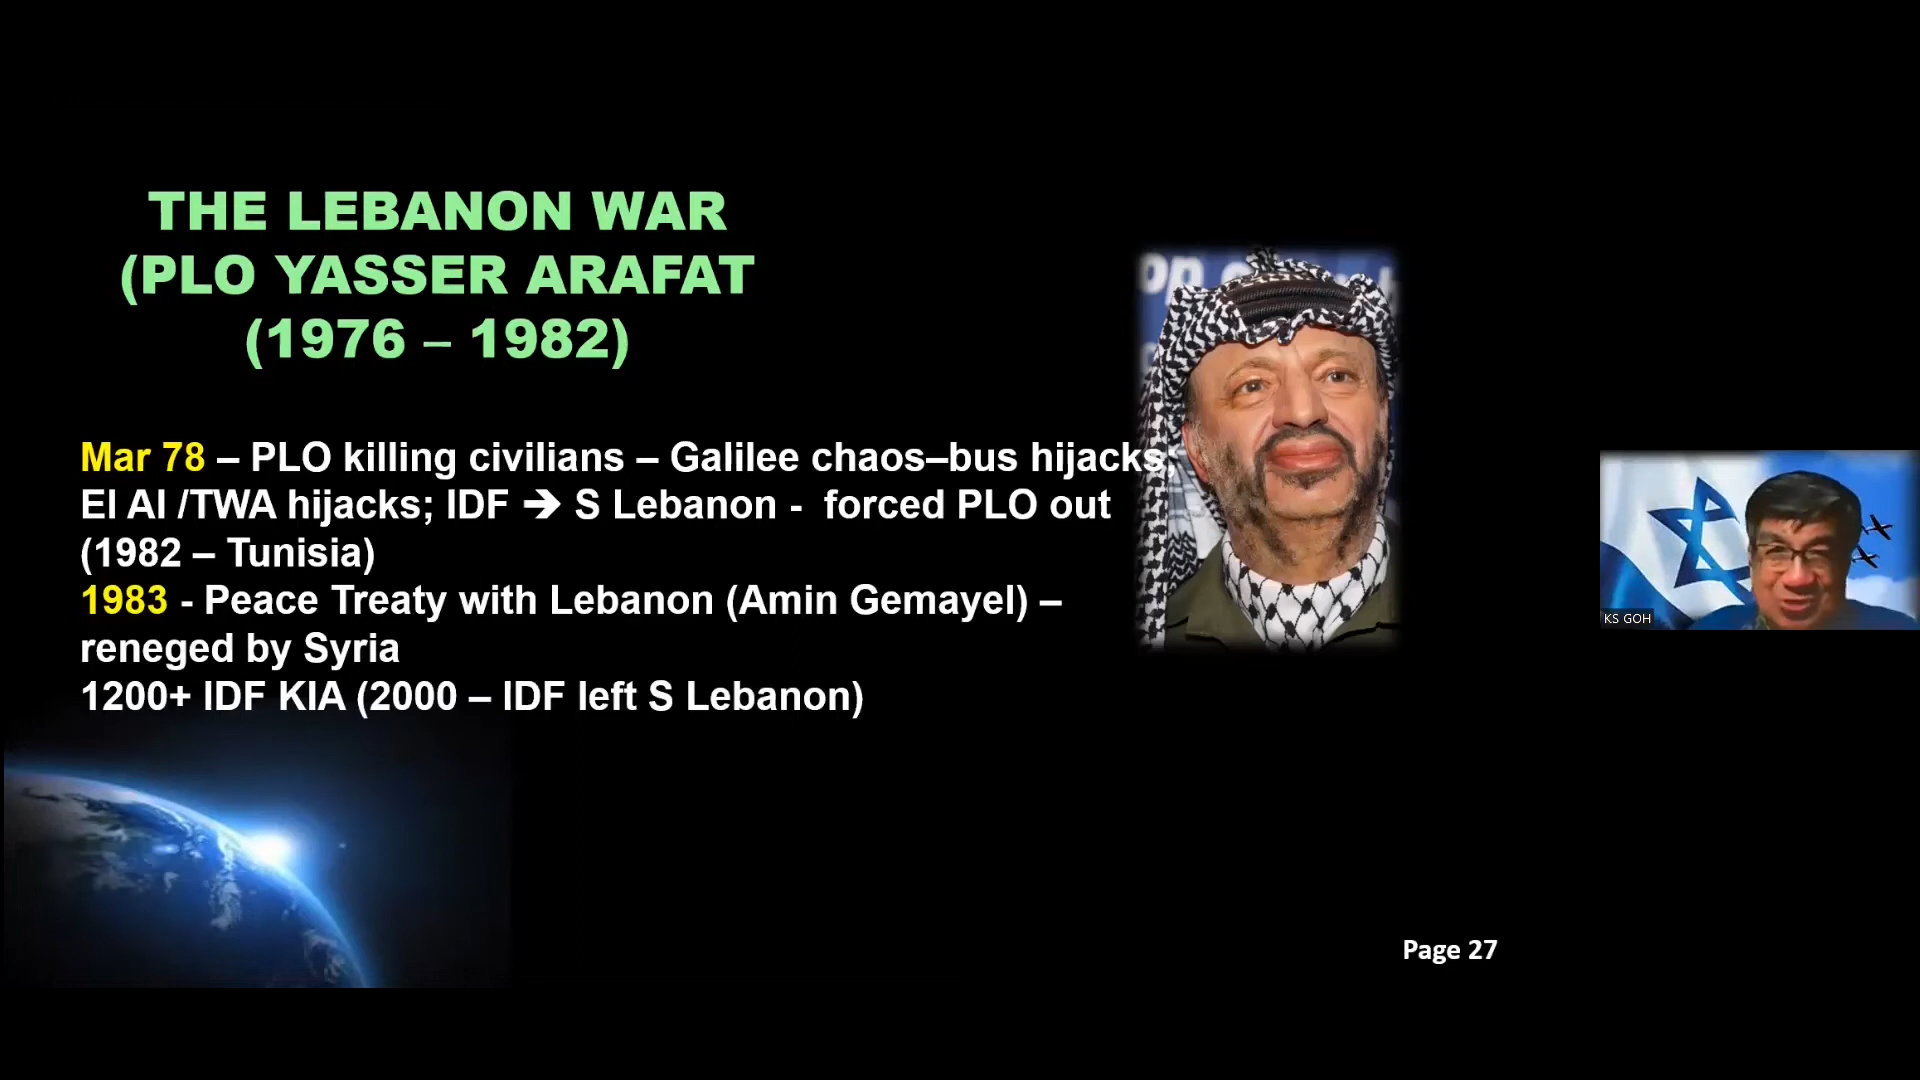 THE LEBANON WAR
(PLO YASSER ARAFAT
(1976 – 1982)
Mar 78 – PLO killing civilians – Galilee chaos–bus hijacks;
El Al /TWA hijacks; IDF ➔ S Lebanon - forced PLO out
(1982 – Tunisia)
1983 - Peace Treaty with Lebanon (Amin Gemayel) –
reneged by Syria
1200+ IDF KIA (2000 – IDF left S Lebanon)
KS GOH
Page 27